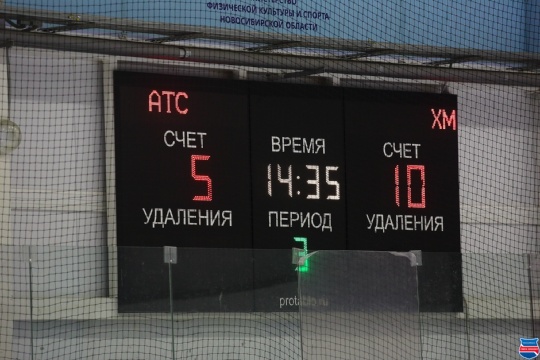 ФИЗИЧЕСКОЙ КУЛЬТУРЫ И СПОРТА
НОВОСИБИРСКОЙ ОБЛАСТИ
АТС
ХМ
СЧЕТ
ВРЕМЯ
СЧЕТ
5
14:35
10
УДАЛЕНИЯ
ПЕРИОД
УДАЛЕНИЯ
3